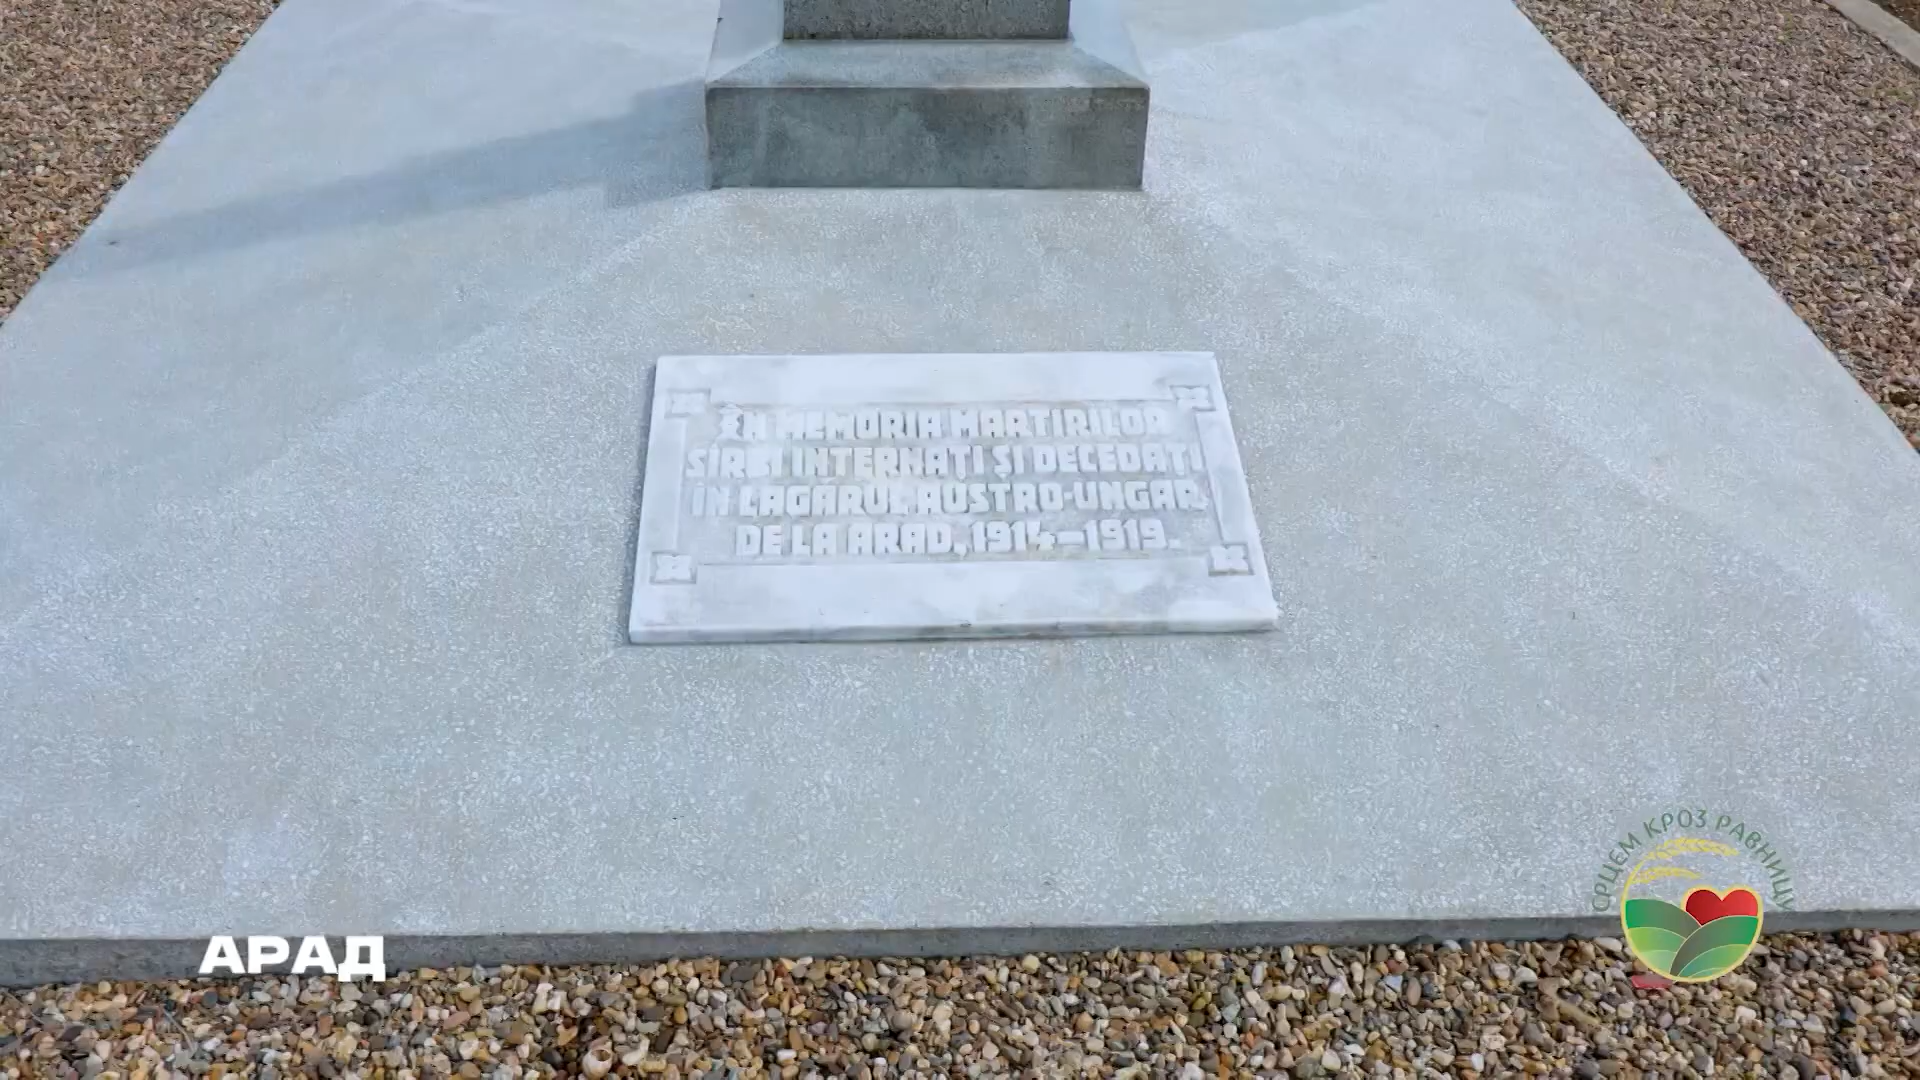 ÎN MEMORIA MARTIRILOR
SÎRBI INTERNAȚI ȘI DECEDAȚI
ÎN LAGĂRUL AUSTRO-UNGAR
DE LA ARAD, 1914–1919.
АРАД
СРЦЕМ КРОЗ РАВНИЦУ